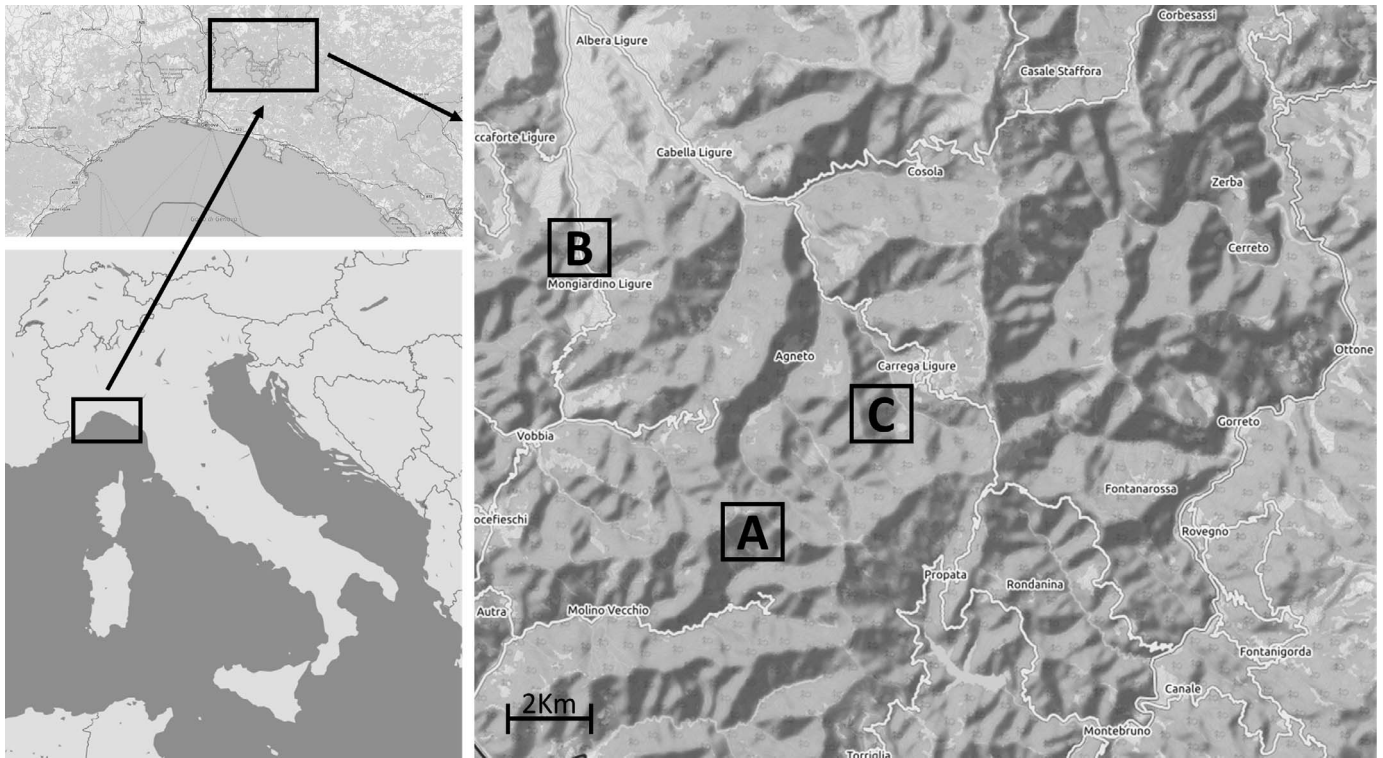 Corbesassi
Albera Ligure
Casale Staffora
ccaforte Ligure
Cabella Ligure
Cosola
Zerba
B
Cerreto
Mongiardino Ligure
Agneto
Ottone
Carrega Ligure
C
Gorreto
Vobbia
Fontanarossa
ocefieschi
A
Rovegno
Propata
Rondanina
Autra
Molino Vecchio
Fontanigorda
Canale
2Km
Montebruno
Torriglia